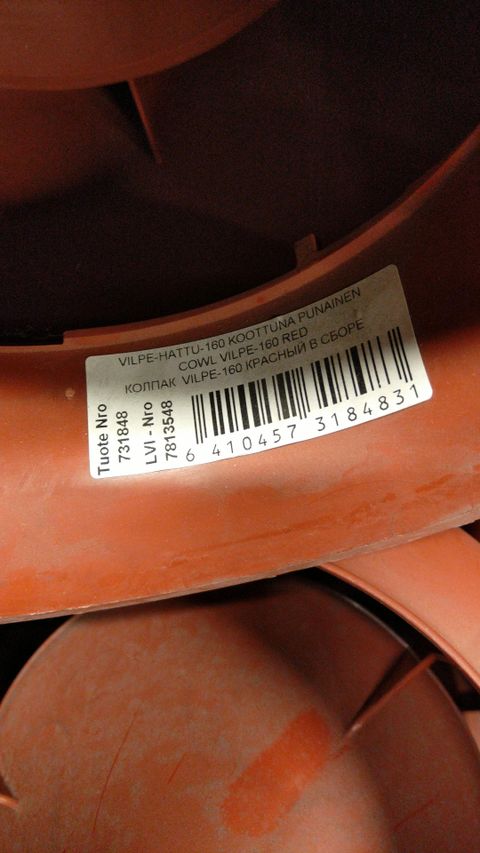 VILPE-HATTU-160 KOOTTUNA PUNAINEN
COWL VILPE-160 RED
КОЛПАК VILPE-160 КРАСНЫЙ В СБОРЕ
Tuote Nro
731848
LVI - Nro
7813548
6 410457 318483 1